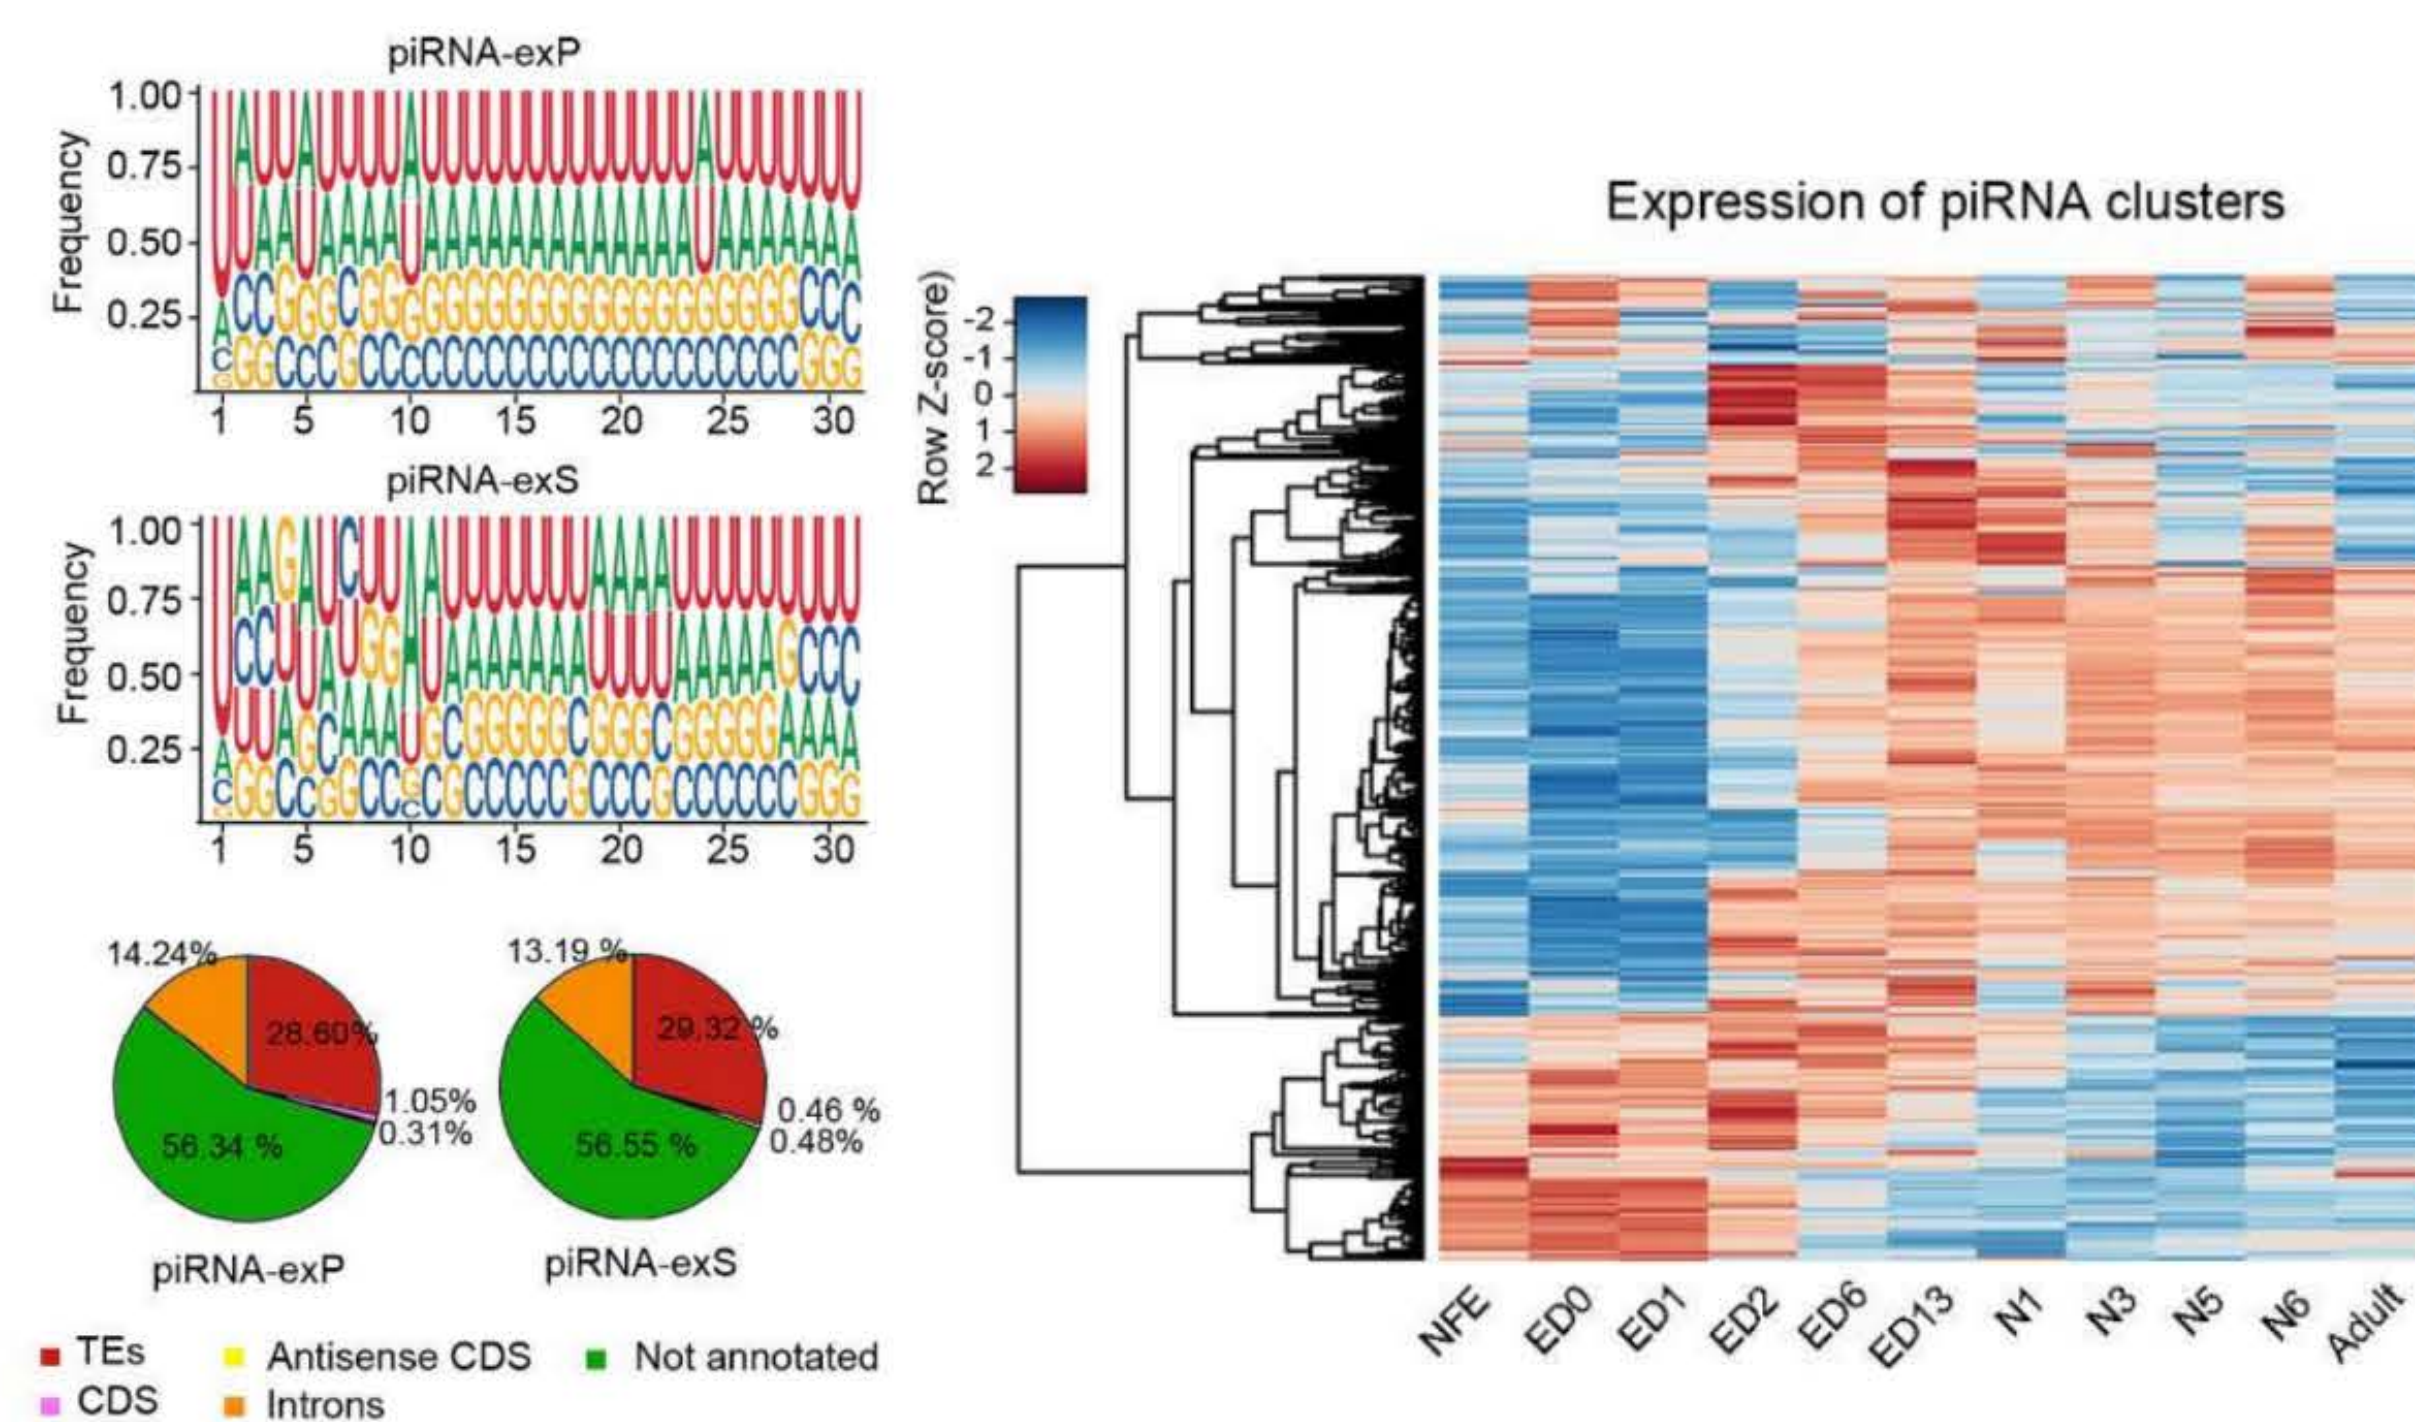 piRNA-exP
Frequency
1.00
0.75
0.50
0.25
1 5 10 15 20 25 30
piRNA-exS
Frequency
1.00
0.75
0.50
0.25
1 5 10 15 20 25 30
14.24%
28.60%
1.05%
0.31%
56.34 %
piRNA-exP
13.19 %
29.32 %
0.46 %
0.48%
56.55 %
piRNA-exS
TEs
Antisense CDS
Not annotated
CDS
Introns
Expression of piRNA clusters
Row Z-score)
-2
-1
0
1
2
NFE ED0 ED1 ED2 ED6 ED13 N1 N3 N5 N6 Adult